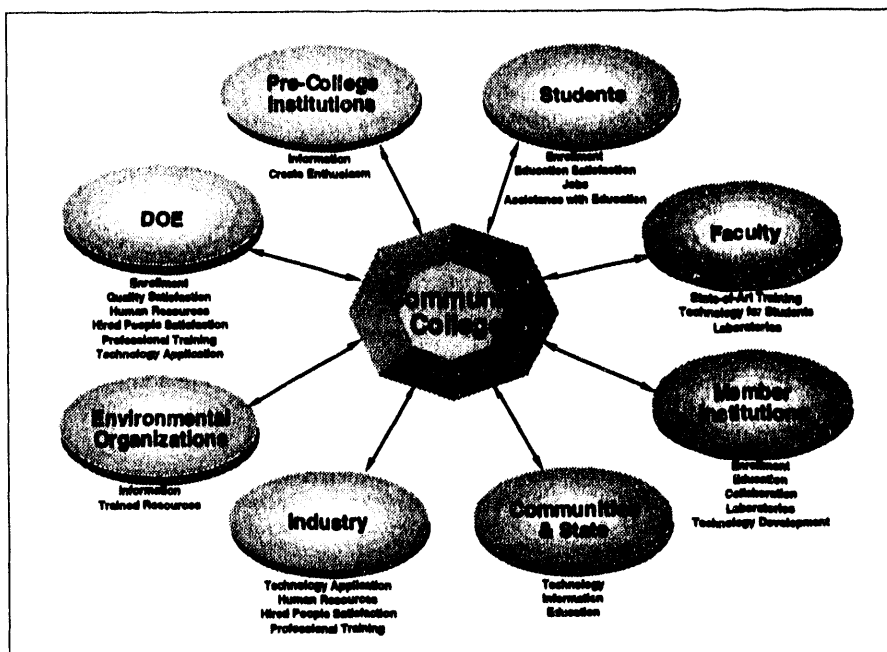 Pre-College
Institutions
Information
Create Enthusiasm
Students
Enrollment
Education Satisfaction
Jobs
Assistance with Education
DOE
Enrollment
Quality Satisfaction
Human Resources
Hired People Satisfaction
Professional Training
Technology Application
Faculty
State-of-Art Training
Technology for Students
Laboratories
Community
College
Environmental
Organizations
Information
Trained Resources
Member
Institutions
Enrollment
Education
Collaboration
Laboratories
Technology Development
Industry
Technology Application
Human Resources
Hired People Satisfaction
Professional Training
Communities
& State
Technology
Information
Education